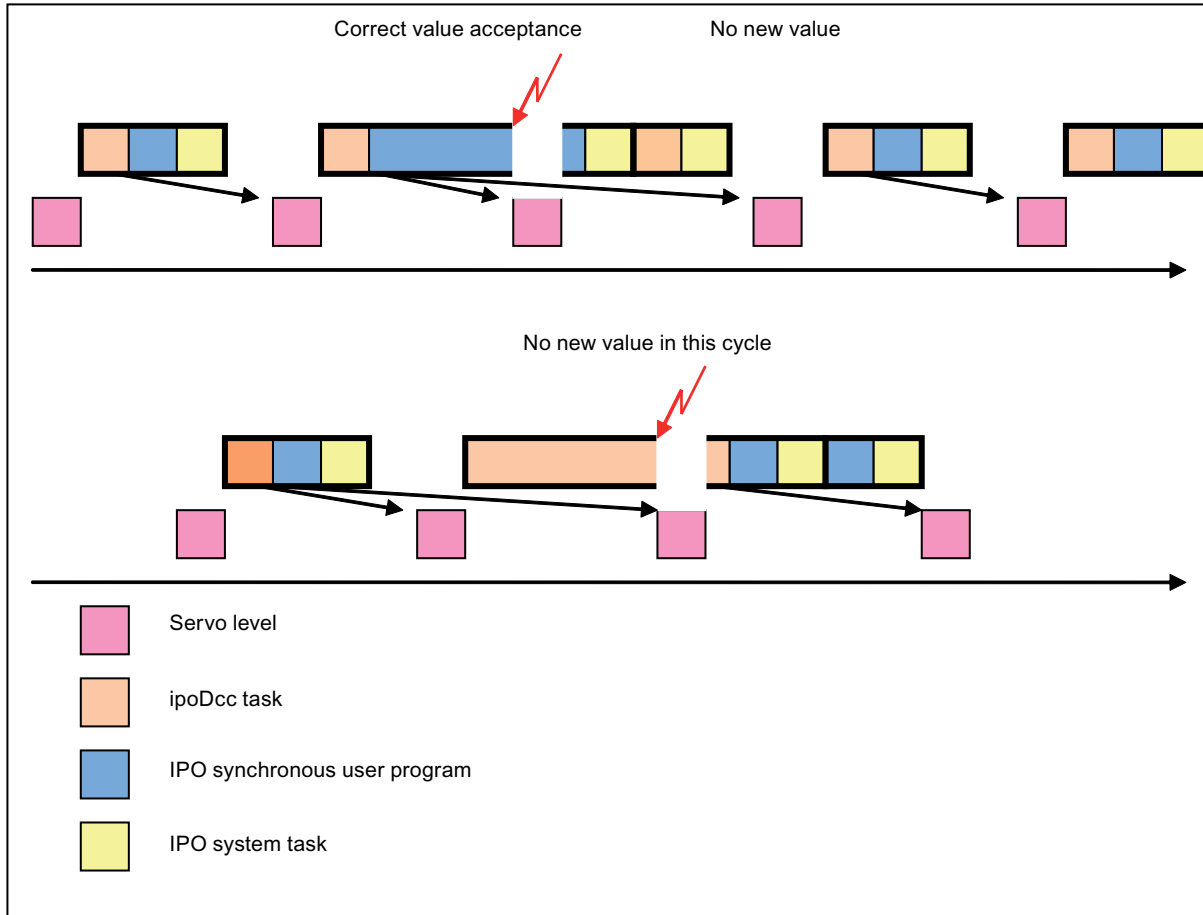 Correct value acceptance
No new value
No new value in this cycle
Servo level
ipoDcc task
IPO synchronous user program
IPO system task